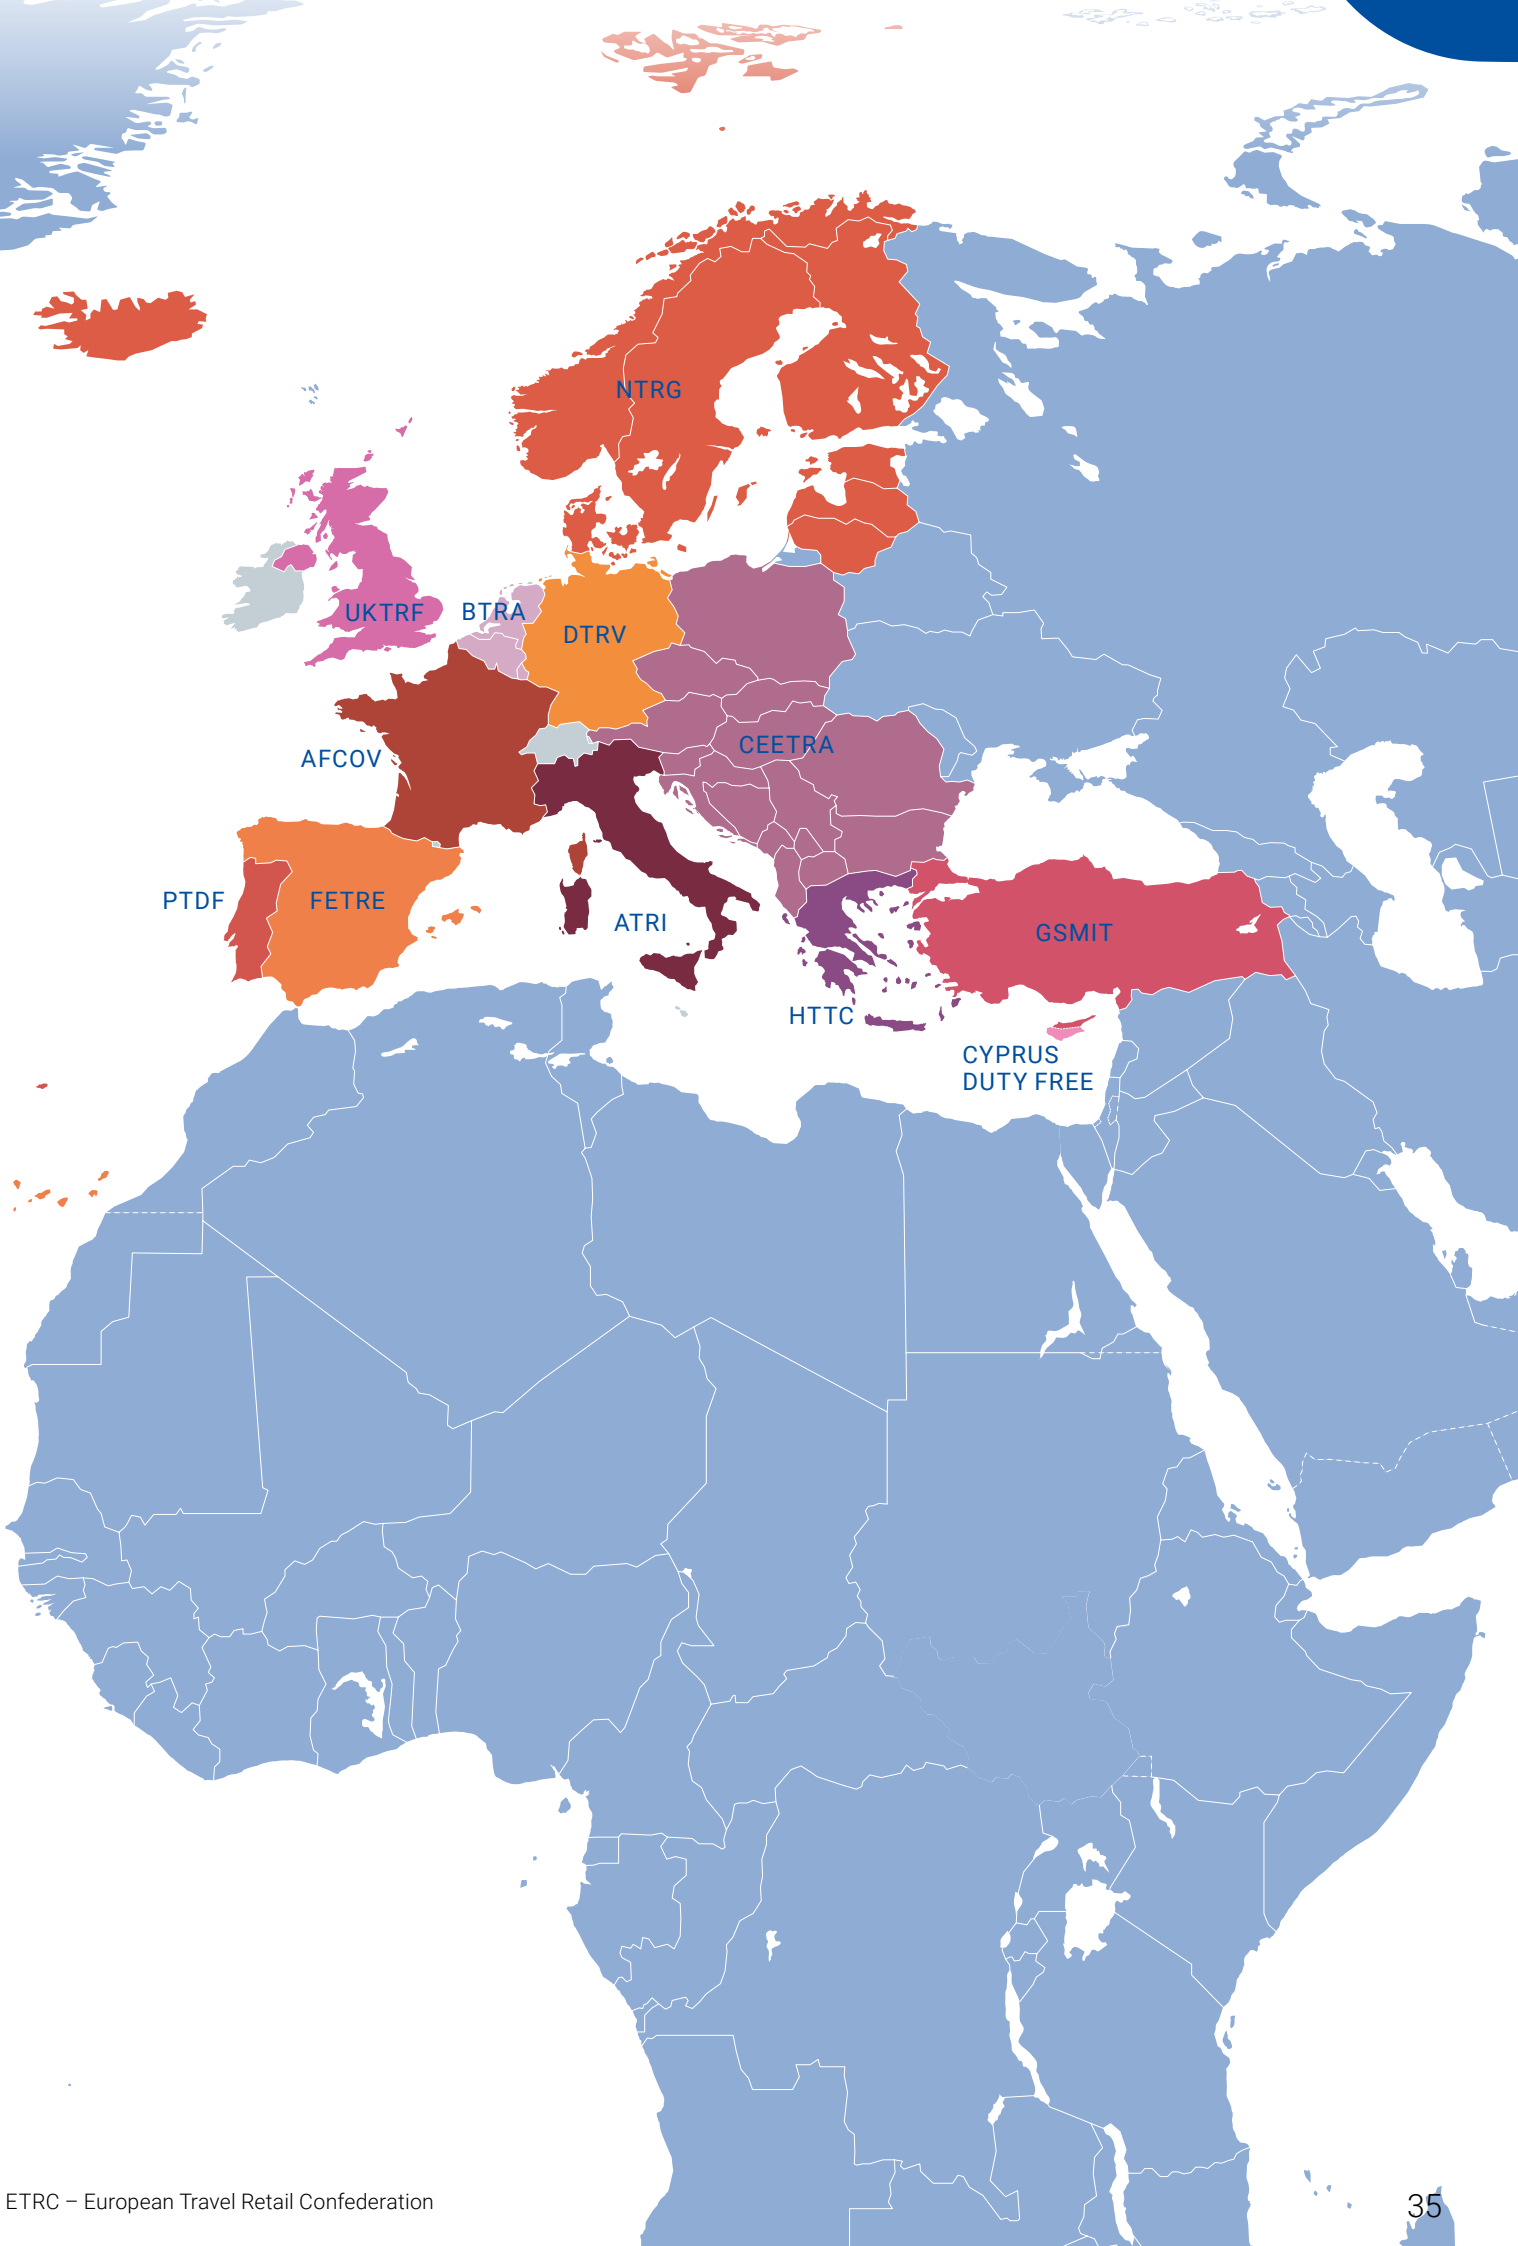 NTRG
UKTRF
BTRA
DTRV
AFCOV
CEETRA
PTDF
FETRE
ATRI
GSMIT
HTTC
CYPRUS
DUTY FREE
ETRC – European Travel Retail Confederation
35